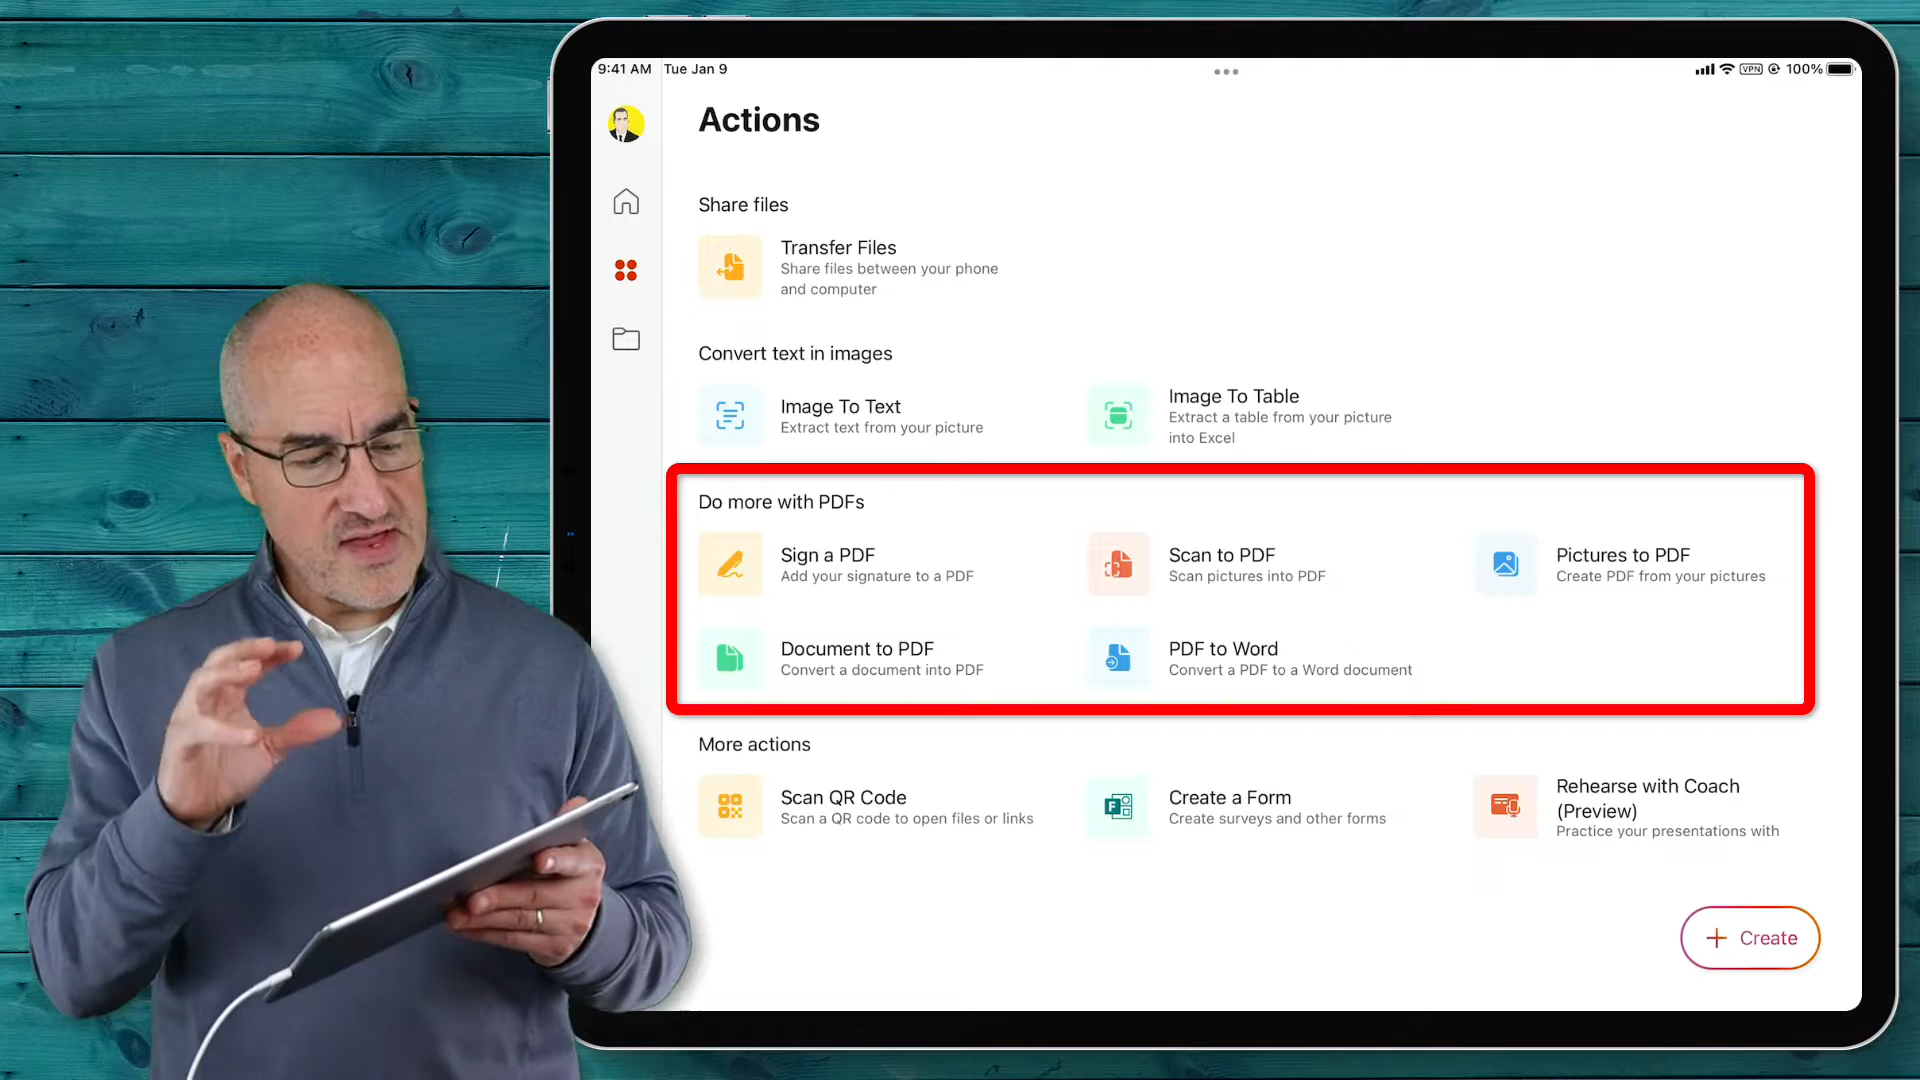 9:41 AM Tue Jan 9
VPN 100%
Actions
Share files
Transfer Files
Share files between your phone
and computer
Convert text in images
Image To Text
Extract text from your picture
Image To Table
Extract a table from your picture
into Excel
Do more with PDFs
Sign a PDF
Add your signature to a PDF
Scan to PDF
Scan pictures into PDF
Pictures to PDF
Create PDF from your pictures
Document to PDF
Convert a document into PDF
PDF to Word
Convert a PDF to a Word document
More actions
Scan QR Code
Scan a QR code to open files or links
F
Create a Form
Create surveys and other forms
Rehearse with Coach
(Preview)
Practice your presentations with
+ Create